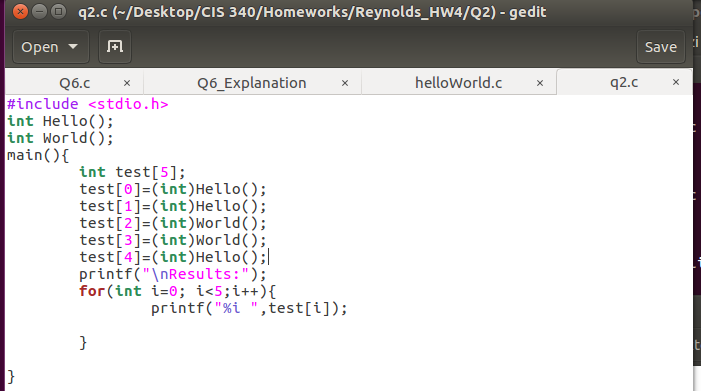 q2.c (~/Desktop/CIS 340/Homeworks/Reynolds_HW4/Q2) - gedit
Open Save
Q6.c × Q6_Explanation × helloWorld.c × q2.c ×
#include <stdio.h>
int Hello();
int World();
main(){
        int test[5];
        test[0]=(int)Hello();
        test[1]=(int)Hello();
        test[2]=(int)World();
        test[3]=(int)World();
        test[4]=(int)Hello();
        printf("\nResults:");
        for(int i=0; i<5;i++){
                printf("%i ",test[i]);
        }
}